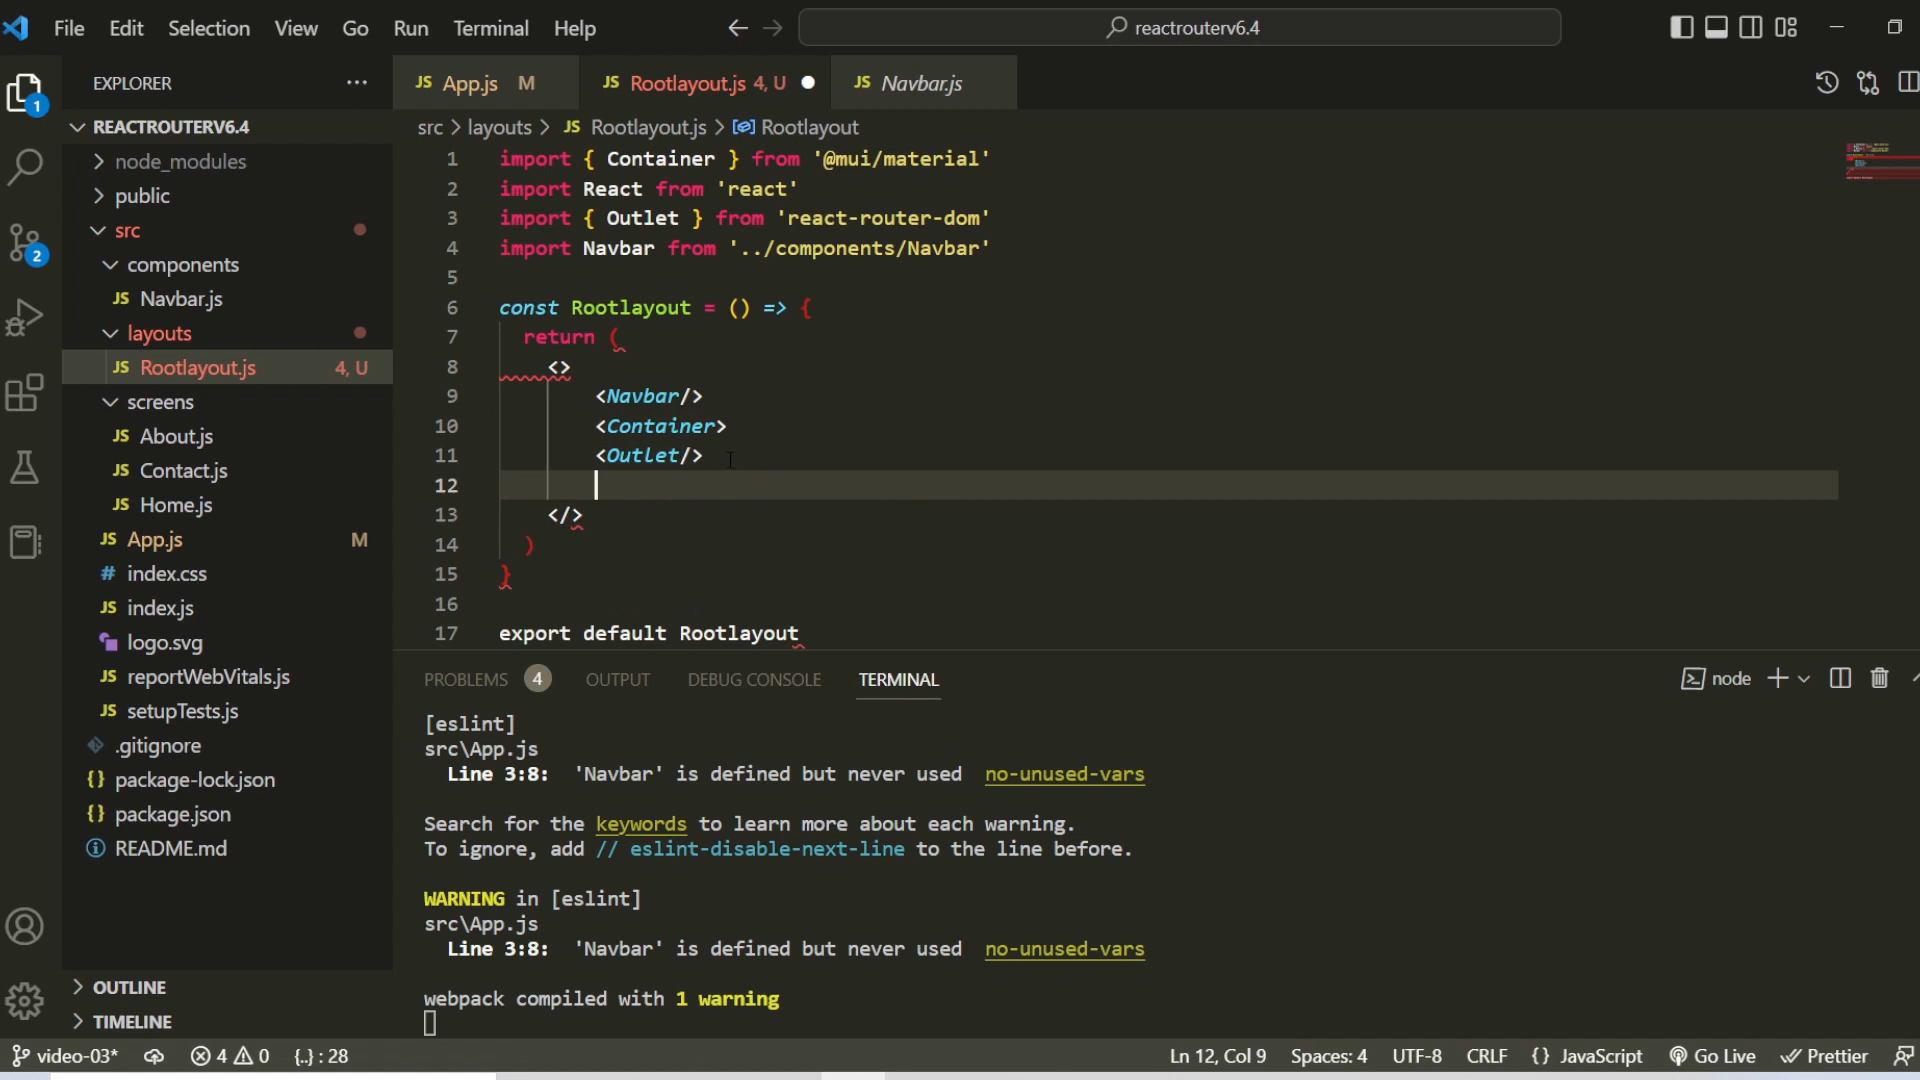 File Edit Selection View Go Run Terminal Help
reactrouterv6.4
EXPLORER
JS App.js M
JS Rootlayout.js 4, U
JS Navbar.js
1
REACTROUTERV6.4
src > layouts > JS Rootlayout.js > Rootlayout
node_modules
public
src
components
JS Navbar.js
layouts
JS Rootlayout.js 4, U
screens
JS About.js
JS Contact.js
JS Home.js
JS App.js M
# index.css
JS index.js
logo.svg
JS reportWebVitals.js
JS setupTests.js
.gitignore
{} package-lock.json
{} package.json
README.md
OUTLINE
TIMELINE
2
1 import { Container } from '@mui/material'
2 import React from 'react'
3 import { Outlet } from 'react-router-dom'
4 import Navbar from '../components/Navbar'
5
6 const Rootlayout = () => {
7 return (
8 <>
9 <Navbar/>
10 <Container>
11 <Outlet/>
12
13 </>
14 )
15 }
16
17 export default Rootlayout
PROBLEMS 4 OUTPUT DEBUG CONSOLE TERMINAL
node
[eslint]
src\App.js
Line 3:8: 'Navbar' is defined but never used no-unused-vars
Search for the keywords to learn more about each warning.
To ignore, add // eslint-disable-next-line to the line before.
WARNING in [eslint]
src\App.js
Line 3:8: 'Navbar' is defined but never used no-unused-vars
webpack compiled with 1 warning
video-03* 4 0 {..} : 28
Ln 12, Col 9 Spaces: 4 UTF-8 CRLF {} JavaScript Go Live Prettier